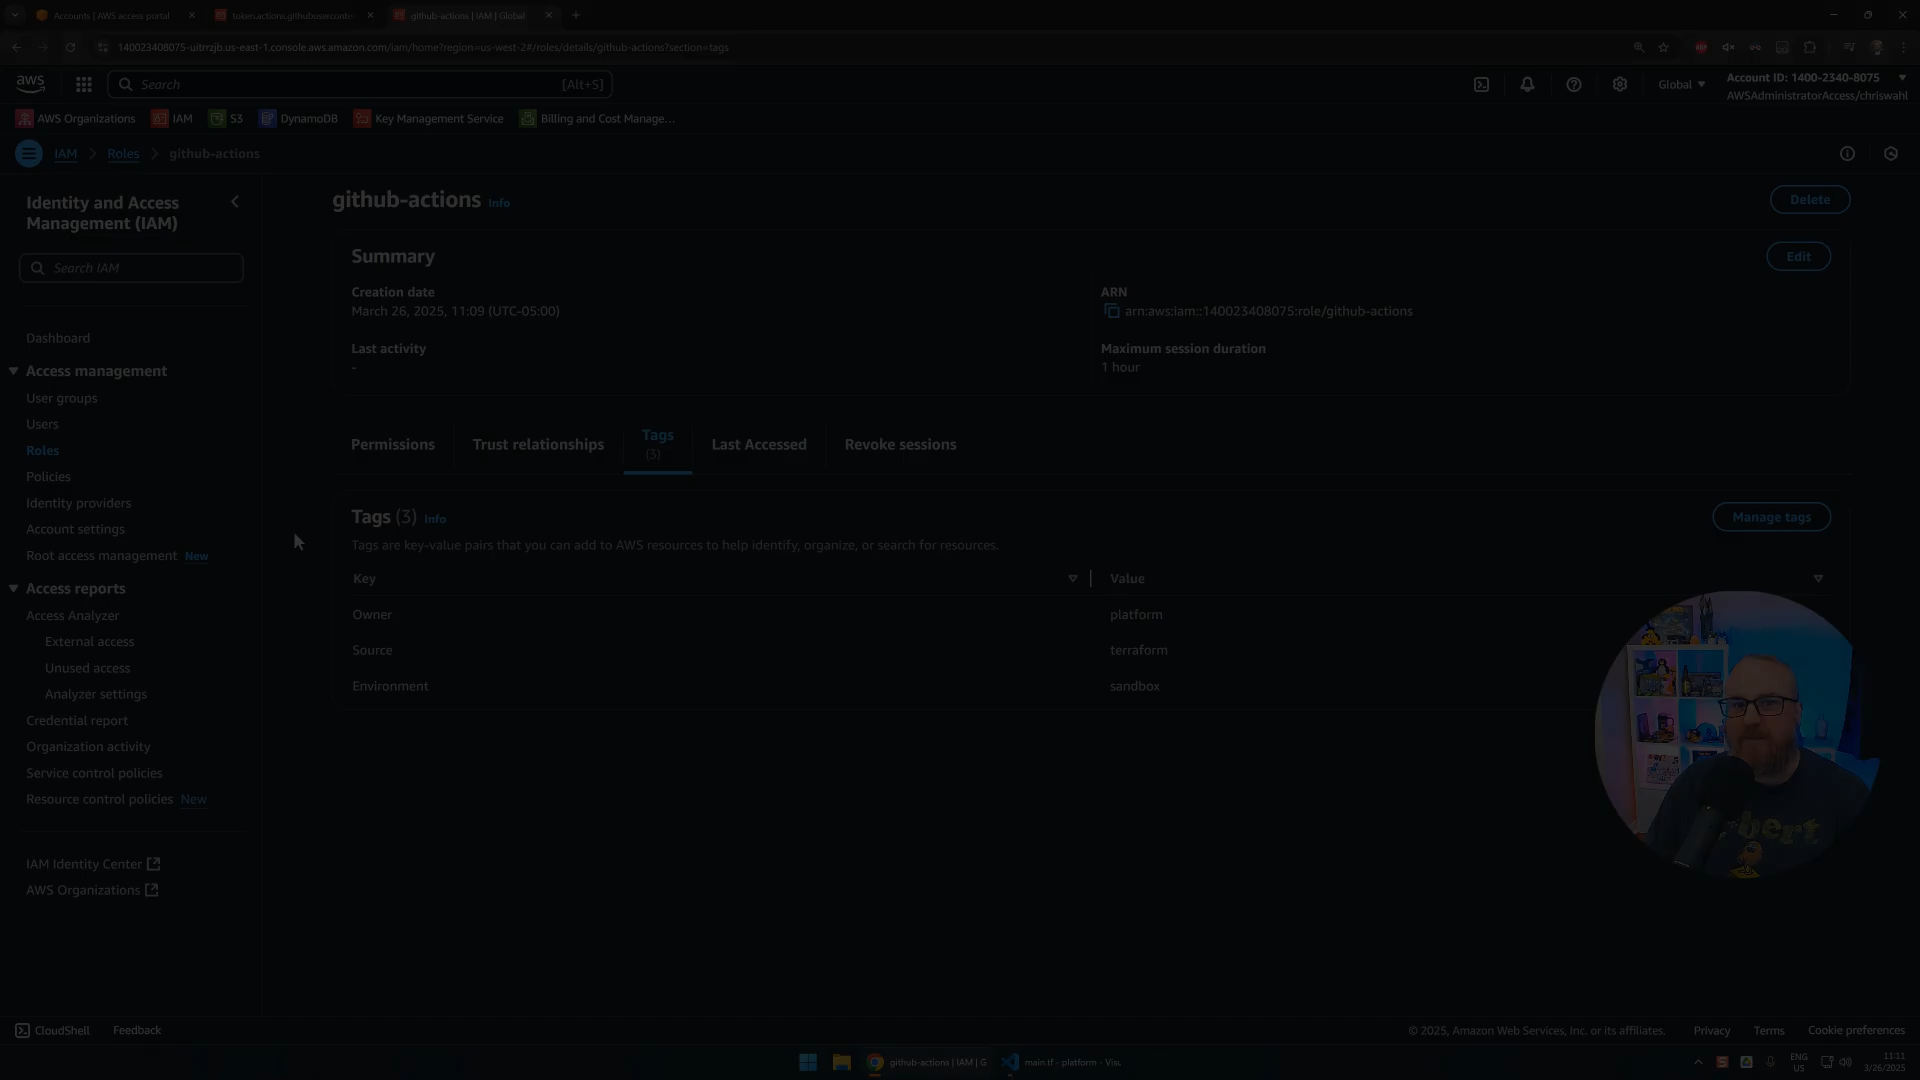 Accounts | AWS access portal
token.actions.githubuserconten
github-actions | IAM | Global
140023408075-uitrrzjb.us-east-1.console.aws.amazon.com/iam/home?region=us-west-2#/roles/details/github-actions?section=tags
aws
Search
[Alt+S]
Global
Account ID: 1400-2340-8075
AWSAdministratorAccess/chriswahl
AWS Organizations
IAM
S3
DynamoDB
Key Management Service
Billing and Cost Manage...
IAM
Roles
github-actions
Identity and Access
Management (IAM)
Search IAM
Dashboard
Access management
User groups
Users
Roles
Policies
Identity providers
Account settings
Root access management New
Access reports
Access Analyzer
External access
Unused access
Analyzer settings
Credential report
Organization activity
Service control policies
Resource control policies New
IAM Identity Center
AWS Organizations
github-actions Info
Delete
Summary
Edit
Creation date
March 26, 2025, 11:09 (UTC-05:00)
ARN
arn:aws:iam::140023408075:role/github-actions
Last activity
-
Maximum session duration
1 hour
Permissions
Trust relationships
Tags
(3)
Last Accessed
Revoke sessions
Tags (3) Info
Manage tags
Tags are key-value pairs that you can add to AWS resources to help identify, organize, or search for resources.
Key
Value
Owner
platform
Source
terraform
Environment
sandbox
CloudShell
Feedback
© 2025, Amazon Web Services, Inc. or its affiliates.
Privacy
Terms
Cookie preferences
github-actions | IAM | G
main.tf - platform - Visu
ENG
US
11:11
3/26/2025